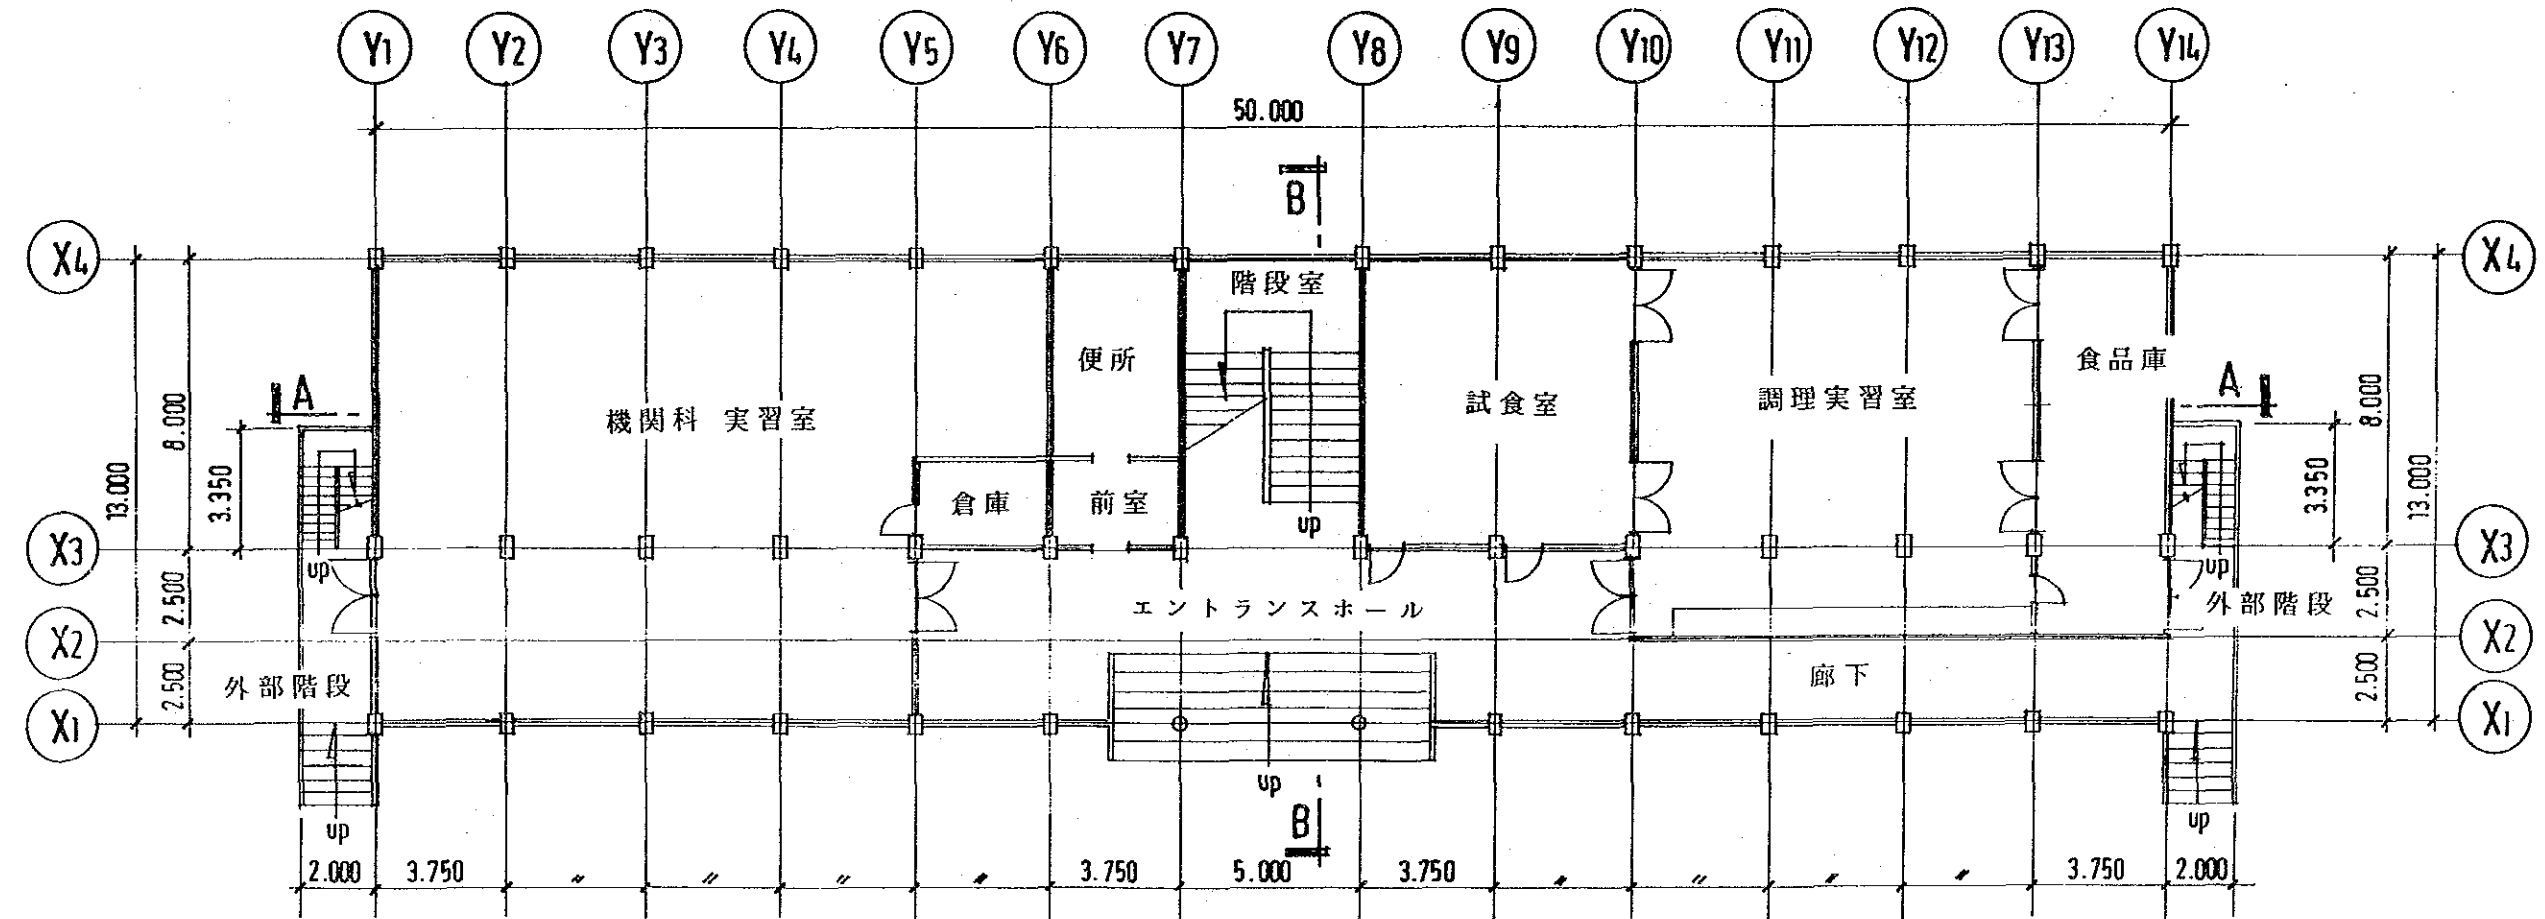 Y1 Y2 Y3 Y4 Y5 Y6 Y7 Y8 Y9 Y10 Y11 Y12 Y13 Y14
50.000
B
X4 X4
階段室
便所
食品庫
A A
機関科 実習室
試食室
調理実習室
8.000 8.000
13.000 13.000
3.350 3.350
倉庫
前室
up
X3 X3
up up
2.500 2.500
エントランスホール
外部階段
X2 X2
廊下
外部階段
2.500 2.500
X1 X1
up
B
up up
2.000 3.750 〃 〃 〃 〃 3.750 5.000 3.750 〃 〃 〃 〃 3.750 2.000